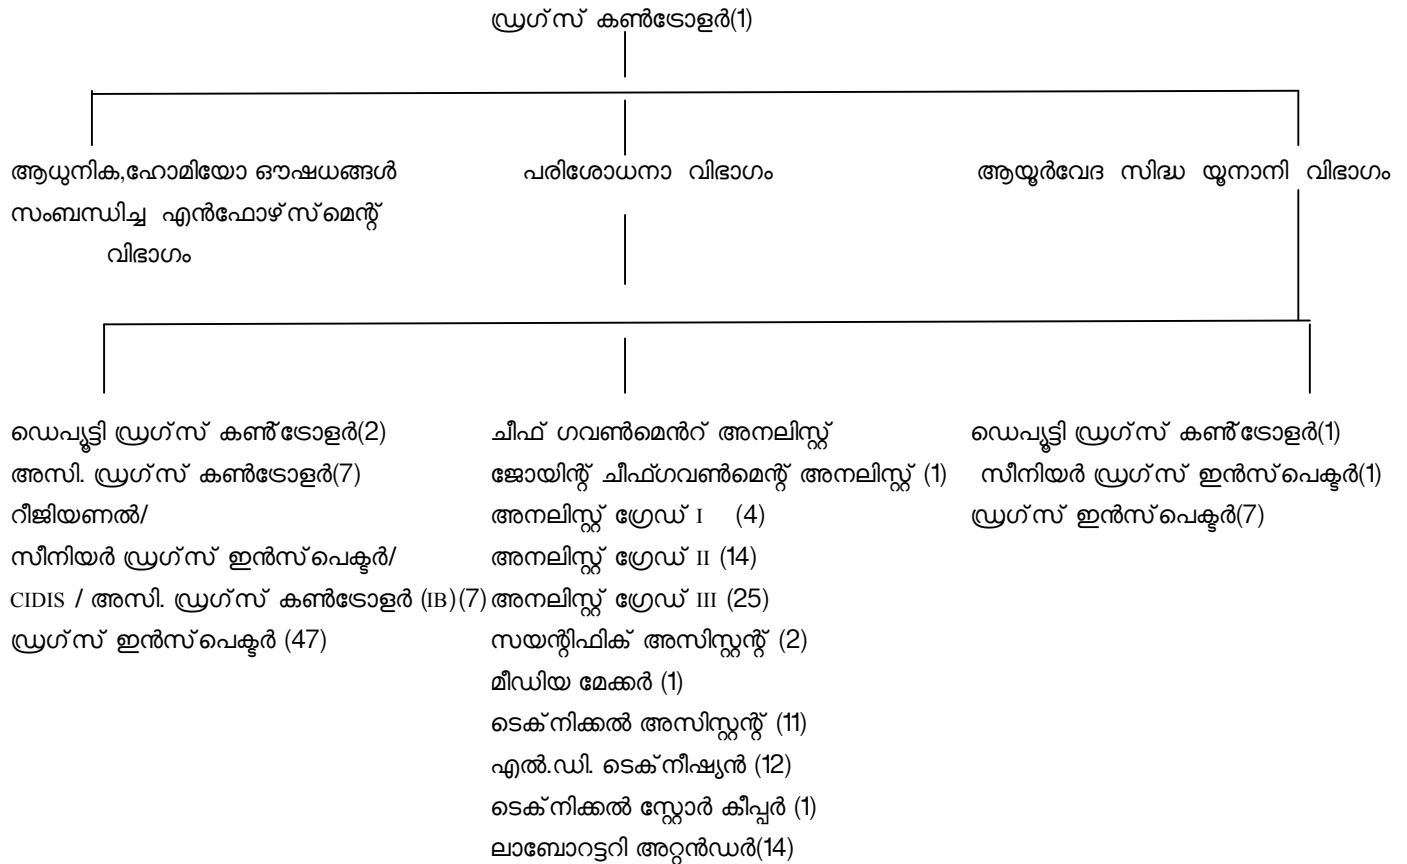 ഡ്രഗ്സ് കൺട്രോളർ(1)
ആധുനിക,ഹോമിയോ ഔഷധങ്ങൾ
സംബന്ധിച്ച എൻഫോഴ്സ്മെന്റ്
വിഭാഗം
പരിശോധനാ വിഭാഗം
ആയൂർവേദ സിദ്ധ യൂനാനി വിഭാഗം
ഡെപ്യൂട്ടി ഡ്രഗ്സ് കൺട്രോളർ(2)
അസി. ഡ്രഗ്സ് കൺട്രോളർ(7)
റീജിയണൽ/
സീനിയർ ഡ്രഗ്സ് ഇൻസ്പെക്ടർ/
CIDIS / അസി. ഡ്രഗ്സ് കൺട്രോളർ (IB)(7)
ഡ്രഗ്സ് ഇൻസ്പെക്ടർ (47)
ചീഫ് ഗവൺമെൻറ് അനലിസ്റ്റ്
ജോയിന്റ് ചീഫ്ഗവൺമെന്റ് അനലിസ്റ്റ് (1)
അനലിസ്റ്റ് ഗ്രേഡ് I (4)
അനലിസ്റ്റ് ഗ്രേഡ് II (14)
അനലിസ്റ്റ് ഗ്രേഡ് III (25)
സയന്റിഫിക് അസിസ്റ്റന്റ് (2)
മീഡിയ മേക്കർ (1)
ടെക്നിക്കൽ അസിസ്റ്റന്റ് (11)
എൽ.ഡി. ടെക്നീഷ്യൻ (12)
ടെക്നിക്കൽ സ്റ്റോർ കീപ്പർ (1)
ലാബോറട്ടറി അറ്റൻഡർ(14)
ഡെപ്യൂട്ടി ഡ്രഗ്സ് കൺട്രോളർ(1)
സീനിയർ ഡ്രഗ്സ് ഇൻസ്പെക്ടർ(1)
ഡ്രഗ്സ് ഇൻസ്പെക്ടർ(7)